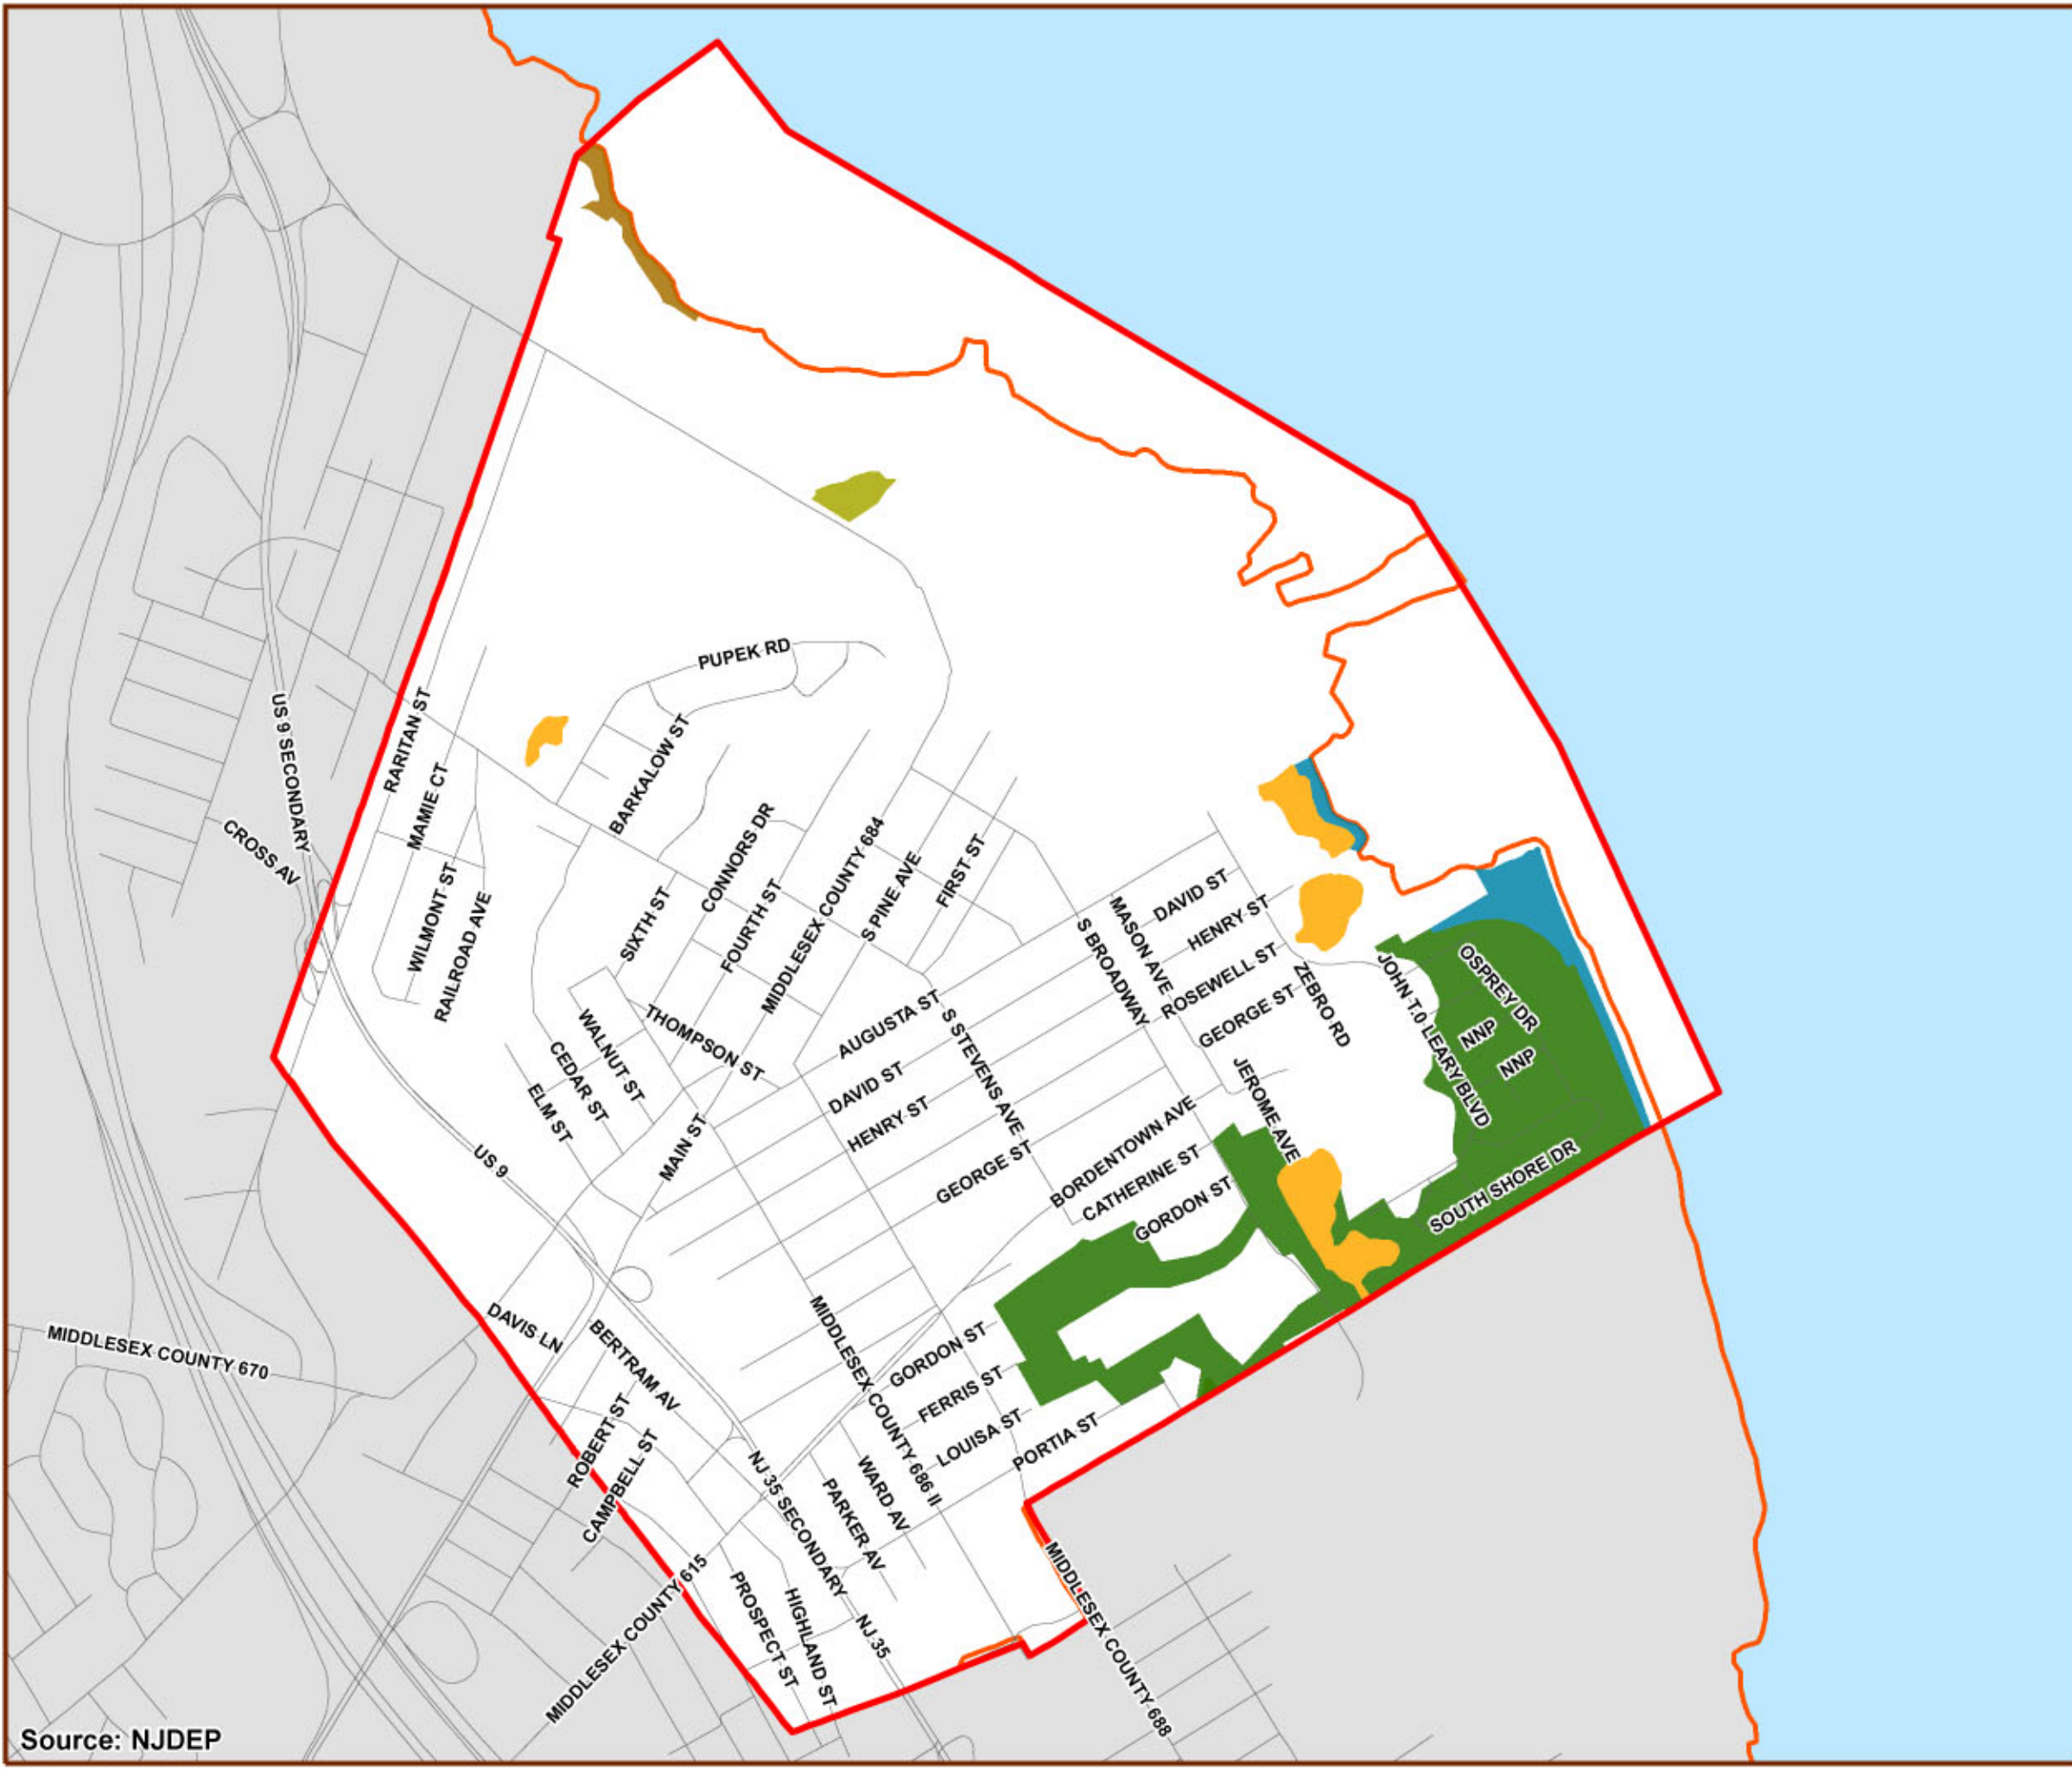 PUPEK RD
US 9 SECONDARY
RARITAN ST
BARKALOW ST
MAMIE CT
CROSS AV
CONNORS DR
MIDDLESEX COUNTY 684
S PINE AVE
FIRST ST
WILMONT ST
RAILROAD AVE
SIXTH ST
FOURTH ST
DAVID ST
MASON AVE
HENRY ST
S BROADWAY
ROSEWELL ST
GEORGE ST
ZEBRO RD
JOHN T.O LEARY BLVD
OSPREY DR
NNP
NNP
AUGUSTA ST
S STEVENS AVE
THOMPSON ST
WALNUT ST
CEDAR ST
ELM ST
DAVID ST
HENRY ST
MAIN ST
GEORGE ST
JEROME AVE
BORDENTOWN AVE
CATHERINE ST
GORDON ST
SOUTH SHORE DR
US 9
DAVIS LN
BERTRAM AV
MIDDLESEX COUNTY 670
MIDDLESEX COUNTY 686 II
GORDON ST
FERRIS ST
LOUISA ST
PORTIA ST
ROBERT ST
CAMPBELL ST
NJ 35 SECONDARY
WARD AV
PARKER AV
MIDDLESEX COUNTY 615
PROSPECT ST
HIGHLAND ST
NJ 35
MIDDLESEX COUNTY 688
Source: NJDEP